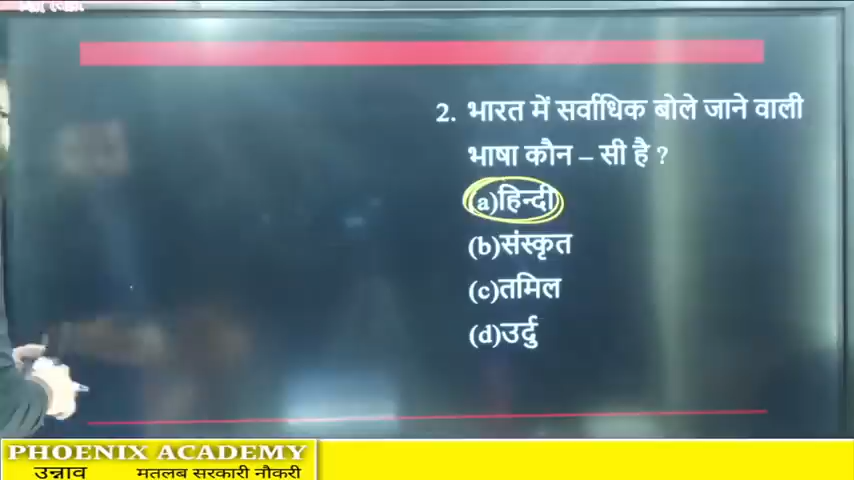 2. भारत में सर्वाधिक बोले जाने वाली
भाषा कौन – सी है ?
(a)हिन्दी
(b)संस्कृत
(c)तमिल
(d)उर्दु
PHOENIX ACADEMY
उन्नाव मतलब सरकारी नौकरी